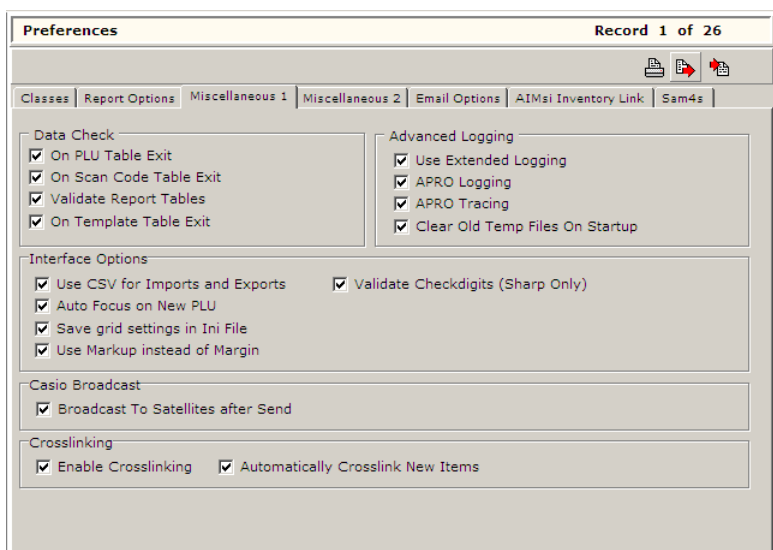 Preferences Record 1 of 26
Classes Report Options Miscellaneous 1 Miscellaneous 2 Email Options AIMsi Inventory Link Sam4s
Data Check
On PLU Table Exit
On Scan Code Table Exit
Validate Report Tables
On Template Table Exit
Advanced Logging
Use Extended Logging
APRO Logging
APRO Tracing
Clear Old Temp Files On Startup
Interface Options
Use CSV for Imports and Exports Validate Checkdigits (Sharp Only)
Auto Focus on New PLU
Save grid settings in Ini File
Use Markup instead of Margin
Casio Broadcast
Broadcast To Satellites after Send
Crosslinking
Enable Crosslinking Automatically Crosslink New Items